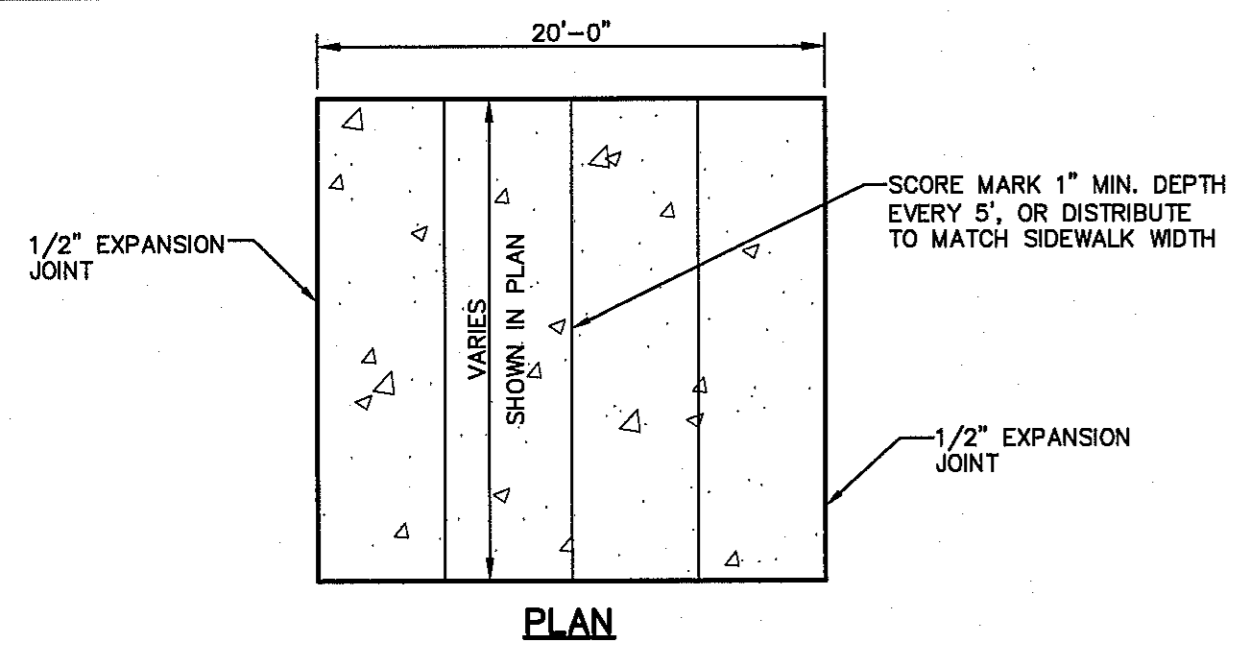 20'-0"
SCORE MARK 1" MIN. DEPTH
EVERY 5', OR DISTRIBUTE
TO MATCH SIDEWALK WIDTH
1/2" EXPANSION
JOINT
VARIES
SHOWN IN PLAN
1/2" EXPANSION
JOINT
PLAN